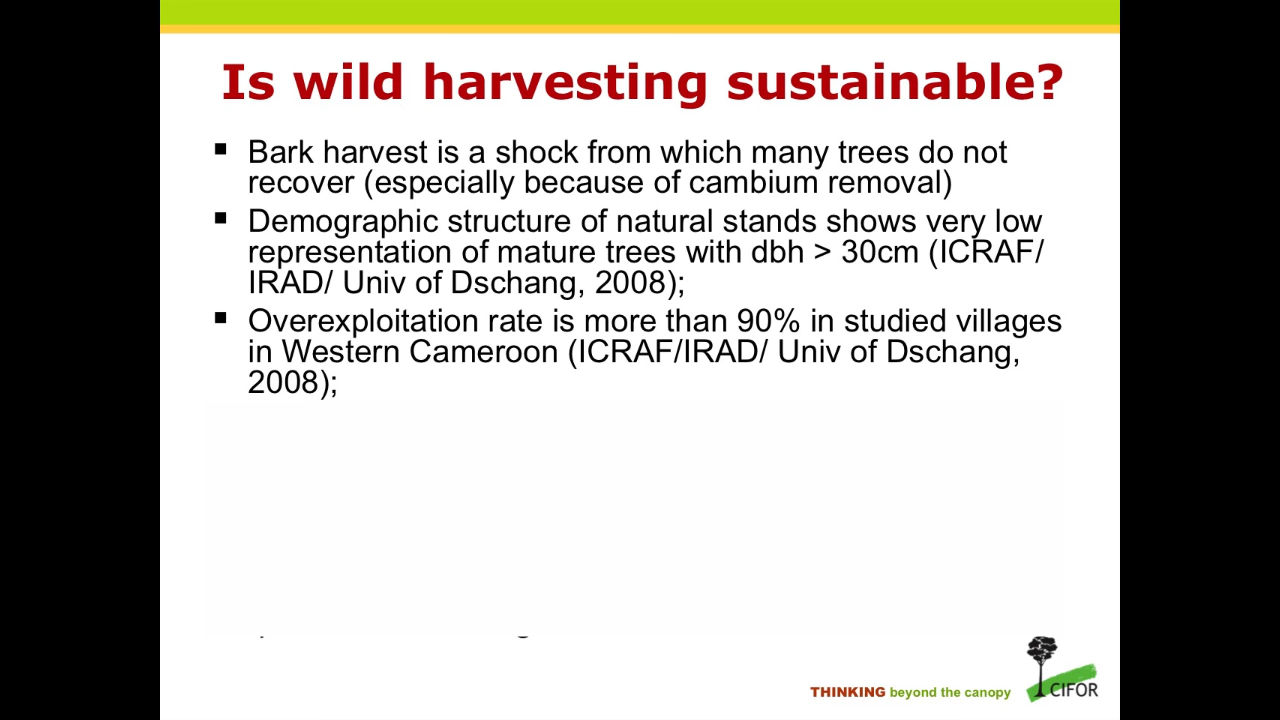 Is wild harvesting sustainable?
▪ Bark harvest is a shock from which many trees do not
recover (especially because of cambium removal)
▪ Demographic structure of natural stands shows very low
representation of mature trees with dbh > 30cm (ICRAF/
IRAD/ Univ of Dschang, 2008);
▪ Overexploitation rate is more than 90% in studied villages
in Western Cameroon (ICRAF/IRAD/ Univ of Dschang,
2008);
THINKING beyond the canopy
CIFOR